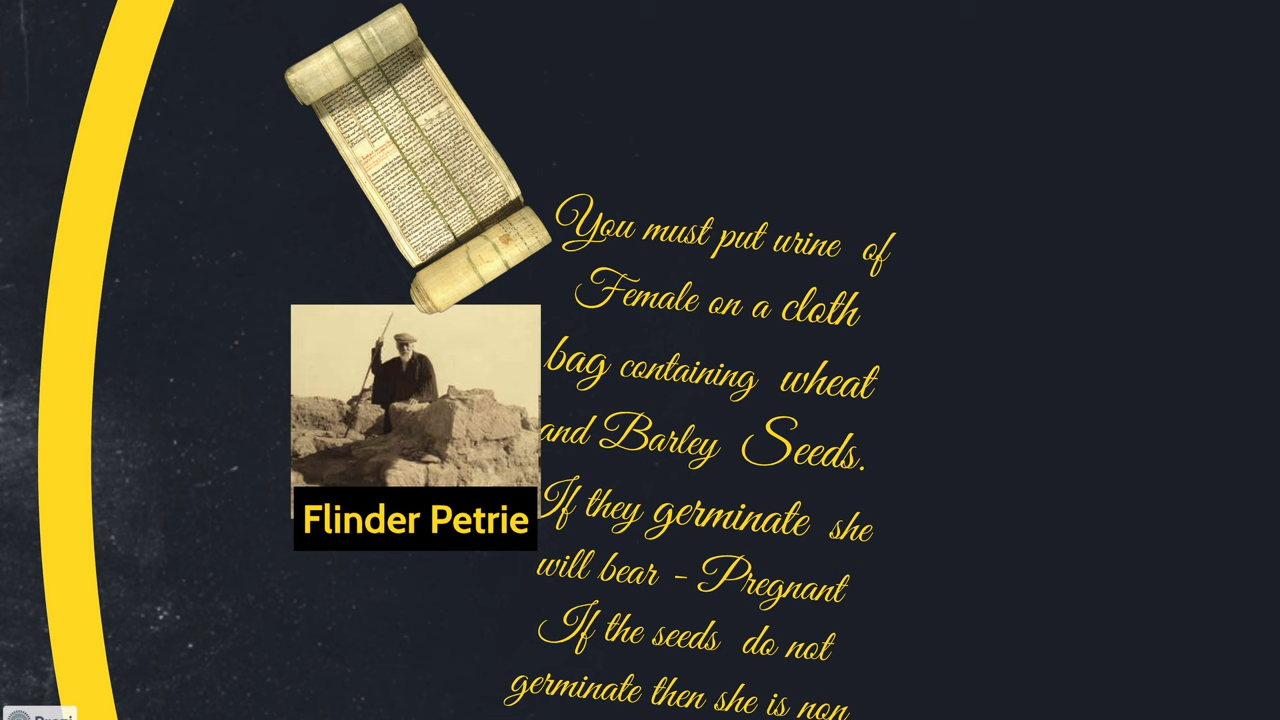 You must put urine of
Female on a cloth
bag containing wheat
and Barley Seeds.
If they germinate she
will bear - Pregnant
If the seeds do not
germinate then she is non
Flinder Petrie
Prezi